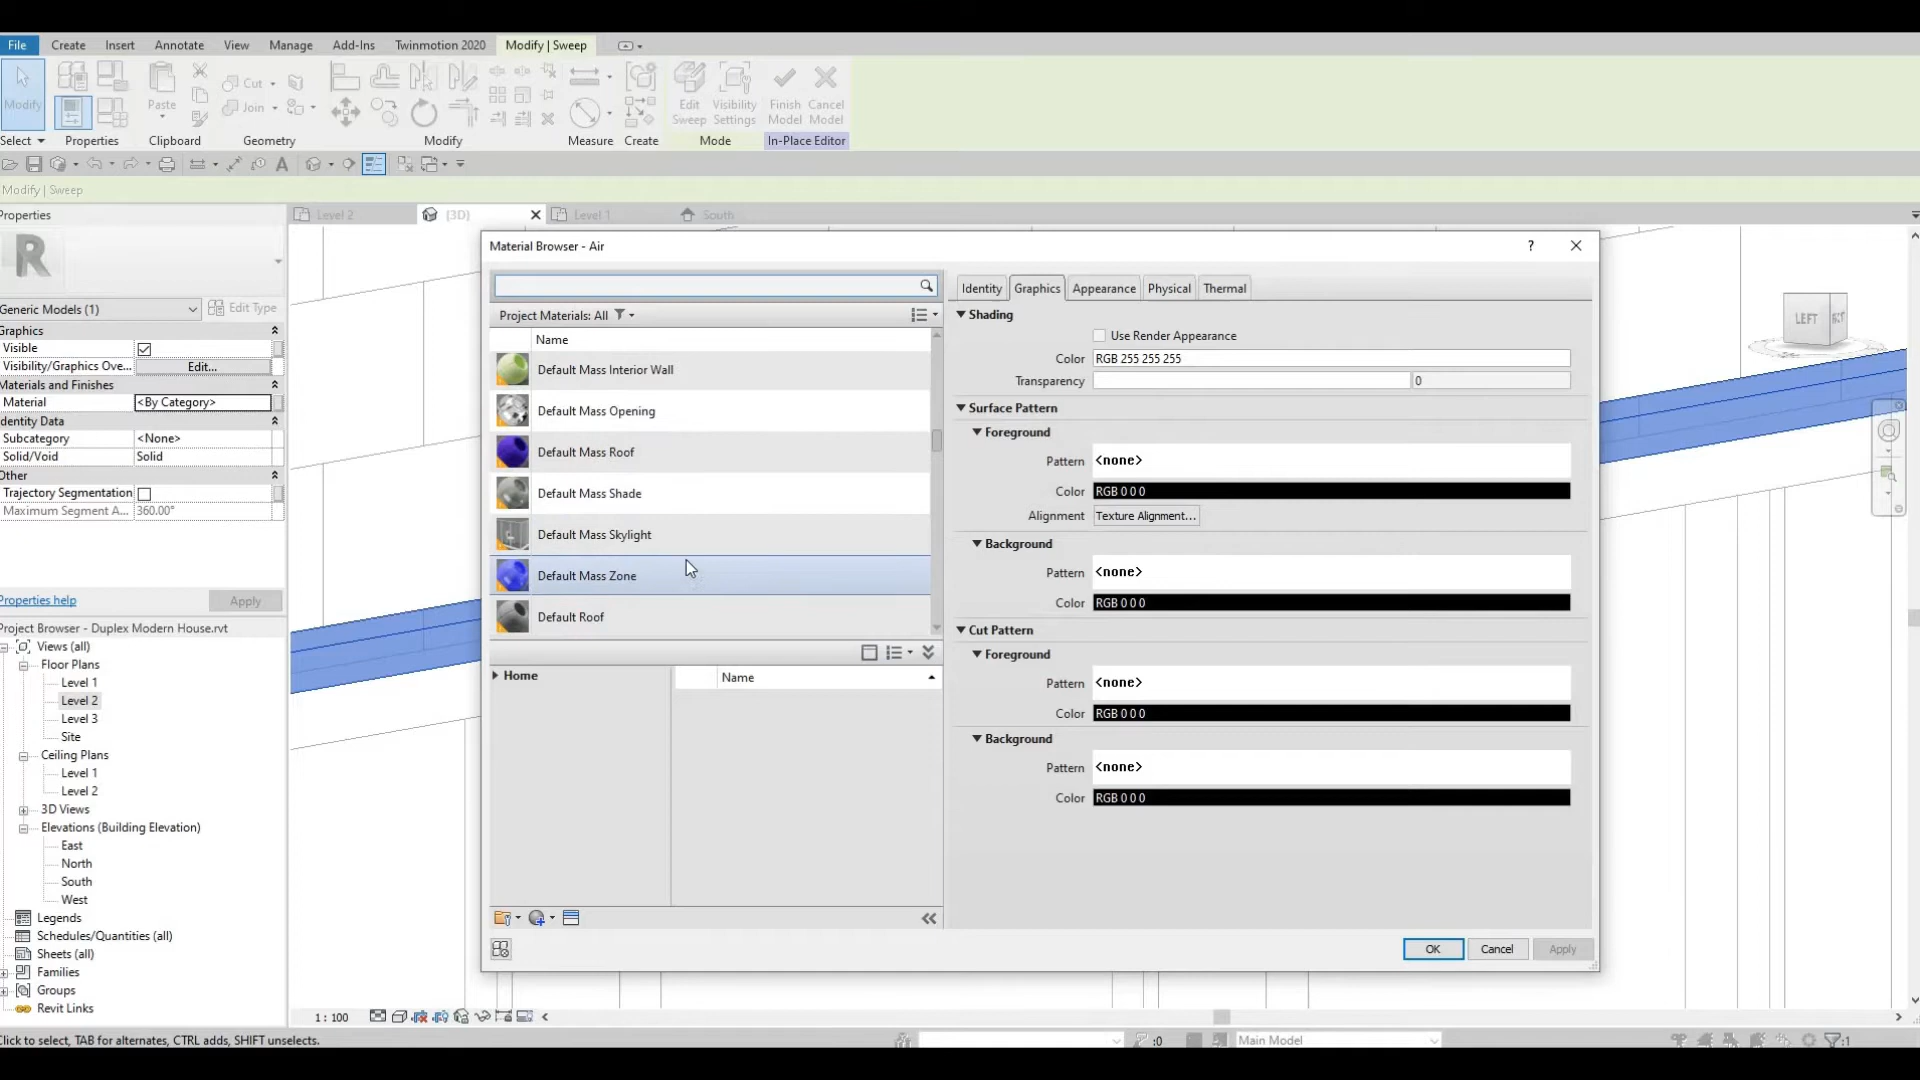 File Create Insert Annotate View Manage Add-Ins Twinmotion 2020 Modify | Sweep
Modify Paste Cut Join Edit Sweep Visibility Settings Finish Model Cancel Model
Select Properties Clipboard Geometry Modify Measure Create Mode In-Place Editor
Modify | Sweep
Properties
Level 2 {3D} Level 1 South
R
Generic Models (1) Edit Type
Graphics
Visible
Visibility/Graphics Ove... Edit...
Materials and Finishes
Material <By Category>
Identity Data
Subcategory <None>
Solid/Void Solid
Other
Trajectory Segmentation
Maximum Segment A... 360.00°
Properties help Apply
Project Browser - Duplex Modern House.rvt
Views (all)
Floor Plans
Level 1
Level 2
Level 3
Site
Ceiling Plans
Level 1
Level 2
3D Views
Elevations (Building Elevation)
East
North
South
West
Legends
Schedules/Quantities (all)
Sheets (all)
Families
Groups
Revit Links
Material Browser - Air ?
Project Materials: All
Name
Default Mass Interior Wall
Default Mass Opening
Default Mass Roof
Default Mass Shade
Default Mass Skylight
Default Mass Zone
Default Roof
Home Name
Identity Graphics Appearance Physical Thermal
Shading
Use Render Appearance
Color RGB 255 255 255
Transparency 0
Surface Pattern
Foreground
Pattern <none>
Color RGB 0 0 0
Alignment Texture Alignment...
Background
Pattern <none>
Color RGB 0 0 0
Cut Pattern
Foreground
Pattern <none>
Color RGB 0 0 0
Background
Pattern <none>
Color RGB 0 0 0
OK Cancel Apply
LEFT
1 : 100
Click to select, TAB for alternates, CTRL adds, SHIFT unselects. :0 Main Model :1